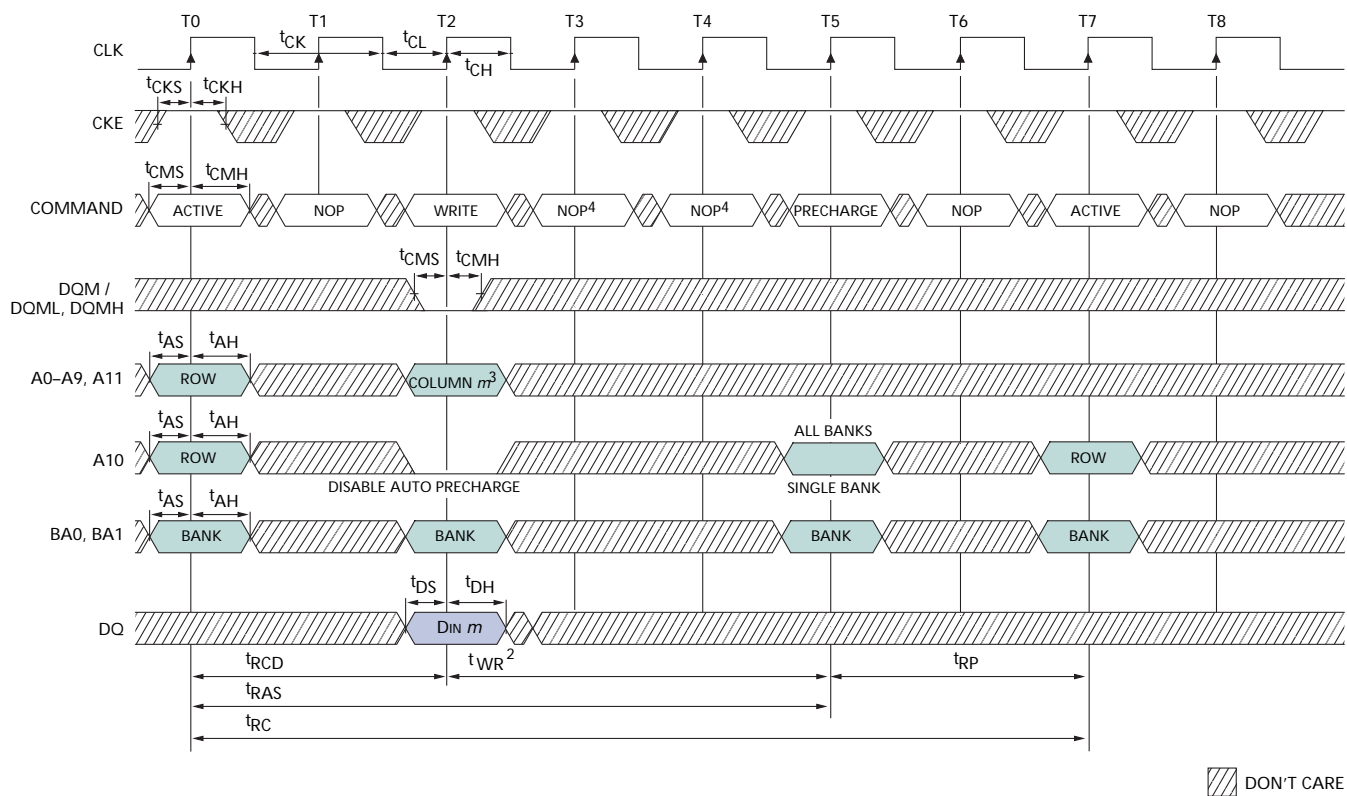 T0 T1 T2 T3 T4 T5 T6 T7 T8
CLK
tCK tCL
tCH
tCKS tCKH
CKE
tCMS tCMH
COMMAND ACTIVE NOP WRITE NOP4 NOP4 PRECHARGE NOP ACTIVE NOP
tCMS tCMH
DQM /
DQML, DQMH
tAS tAH
A0–A9, A11 ROW COLUMN m3
tAS tAH
ALL BANKS
A10 ROW ROW
DISABLE AUTO PRECHARGE SINGLE BANK
tAS tAH
BA0, BA1 BANK BANK BANK BANK
tDS tDH
DQ DIN m
tRCD tWR2 tRP
tRAS
tRC
DON'T CARE